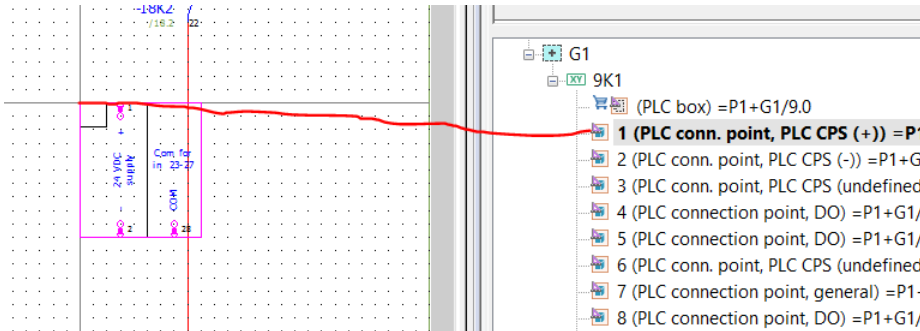 -18K2
/18.2
22
1
+
24 VDC
supply
-
2
Com. for
in 23-27
COM
28
G1
9K1
(PLC box) =P1+G1/9.0
1 (PLC conn. point, PLC CPS (+)) =P1
2 (PLC conn. point, PLC CPS (-)) =P1+G
3 (PLC conn. point, PLC CPS (undefined
4 (PLC connection point, DO) =P1+G1/
5 (PLC connection point, DO) =P1+G1/
6 (PLC conn. point, PLC CPS (undefined
7 (PLC connection point, general) =P1+
8 (PLC connection point, DO) =P1+G1/